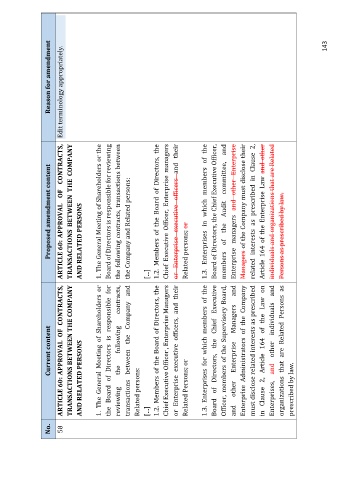 143
No.
Current content
Proposed amendment content
Reason for amendment
58
ARTICLE 60: APPROVAL OF CONTRACTS,
TRANSACTIONS BETWEEN THE COMPANY
AND RELATED PERSONS
1. The General Meeting of Shareholders or
the Board of Directors is responsible for
reviewing the following contracts,
transactions between the Company and
Related persons:
[...]
1.2. Members of the Board of Directors, the
Chief Executive Officer, Enterprise Managers
or Enterprise executive officers, and their
Related Persons; or
1.3. Enterprises for which members of the
Board of Directors, the Chief Executive
Officer, members of the Supervisory Board,
and other Enterprise Managers and
Enterprise Administrators of the Company
must disclose related interests as prescribed
in Clause 2, Article 164 of the Law on
Enterprises, and other individuals and
organizations that are Related Persons as
prescribed by law.
ARTICLE 60: APPROVAL OF CONTRACTS,
TRANSACTIONS BETWEEN THE COMPANY
AND RELATED PERSONS
1. The General Meeting of Shareholders or the
Board of Directors is responsible for reviewing
the following contracts, transactions between
the Company and Related persons:
[...]
1.2. Members of the Board of Directors, the
Chief Executive Officer, Enterprise managers
or Enterprise executive officers and their
Related persons; or
1.3. Enterprises in which members of the
Board of Directors, the Chief Executive Officer,
members of the Audit committee, and
Enterprise managers and other Enterprise
Managers of the Company must disclose their
related interests as prescribed in Clause 2,
Article 164 of the Enterprise Law and other
individuals and organizations that are Related
Persons as prescribed by law.
Edit terminology appropriately.